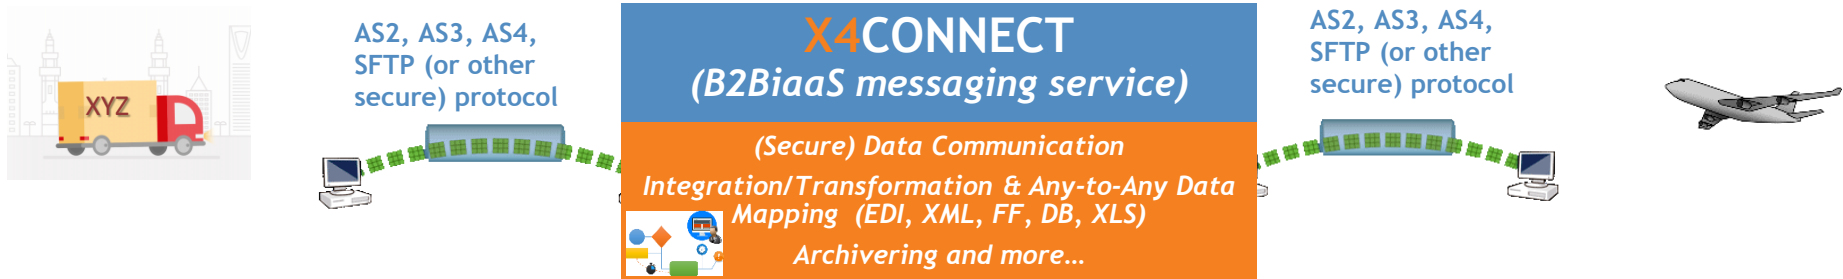 XYZ
AS2, AS3, AS4,
SFTP (or other
secure) protocol
X4CONNECT
(B2BiaaS messaging service)
(Secure) Data Communication
Integration/Transformation & Any-to-Any Data
Mapping (EDI, XML, FF, DB, XLS)
Archivering and more…
AS2, AS3, AS4,
SFTP (or other
secure) protocol